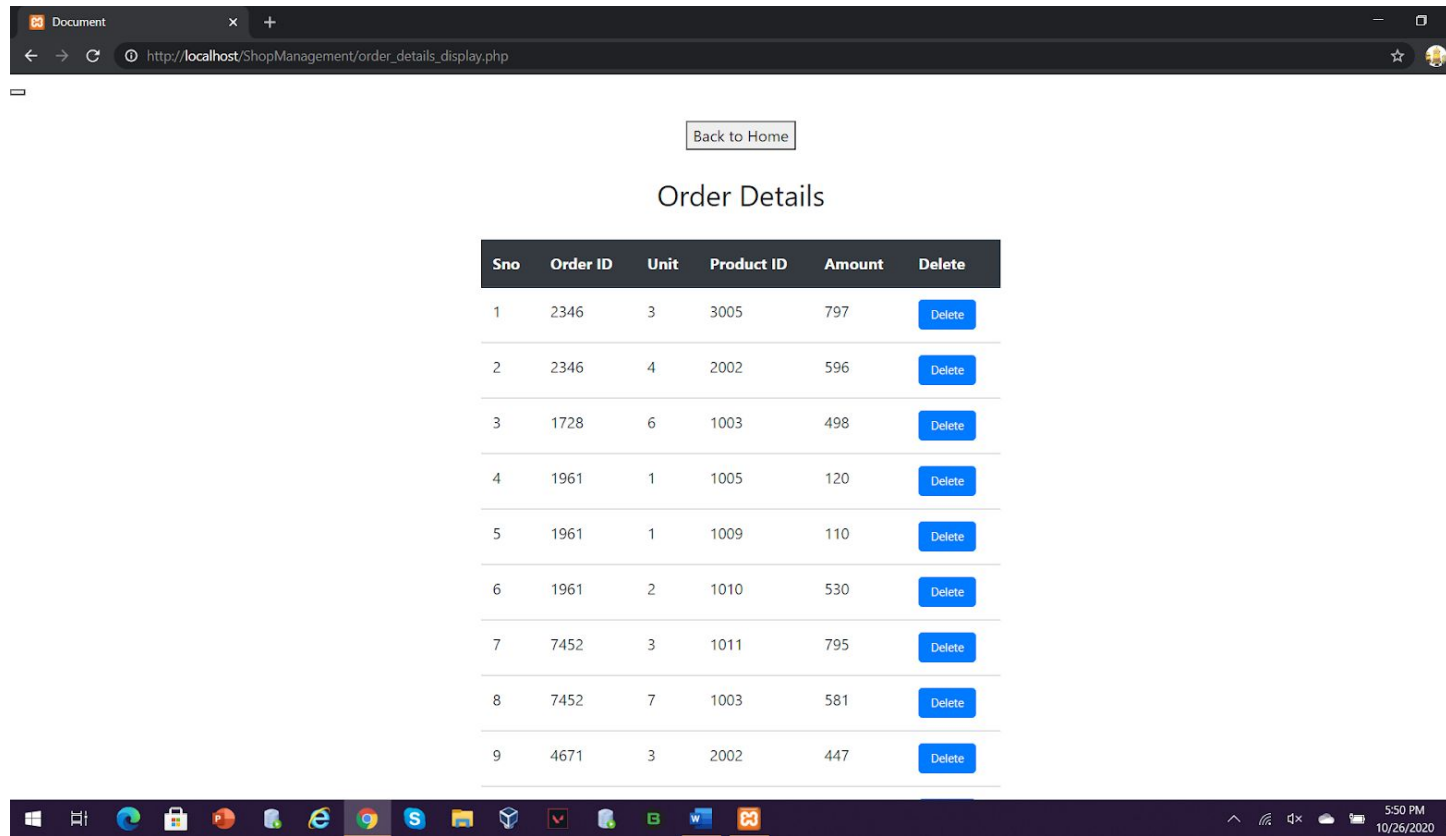 Document
http://localhost/ShopManagement/order_details_display.php
Back to Home
Order Details
Sno Order ID Unit Product ID Amount Delete
1 2346 3 3005 797 Delete
2 2346 4 2002 596 Delete
3 1728 6 1003 498 Delete
4 1961 1 1005 120 Delete
5 1961 1 1009 110 Delete
6 1961 2 1010 530 Delete
7 7452 3 1011 795 Delete
8 7452 7 1003 581 Delete
9 4671 3 2002 447 Delete
5:50 PM
10/26/2020